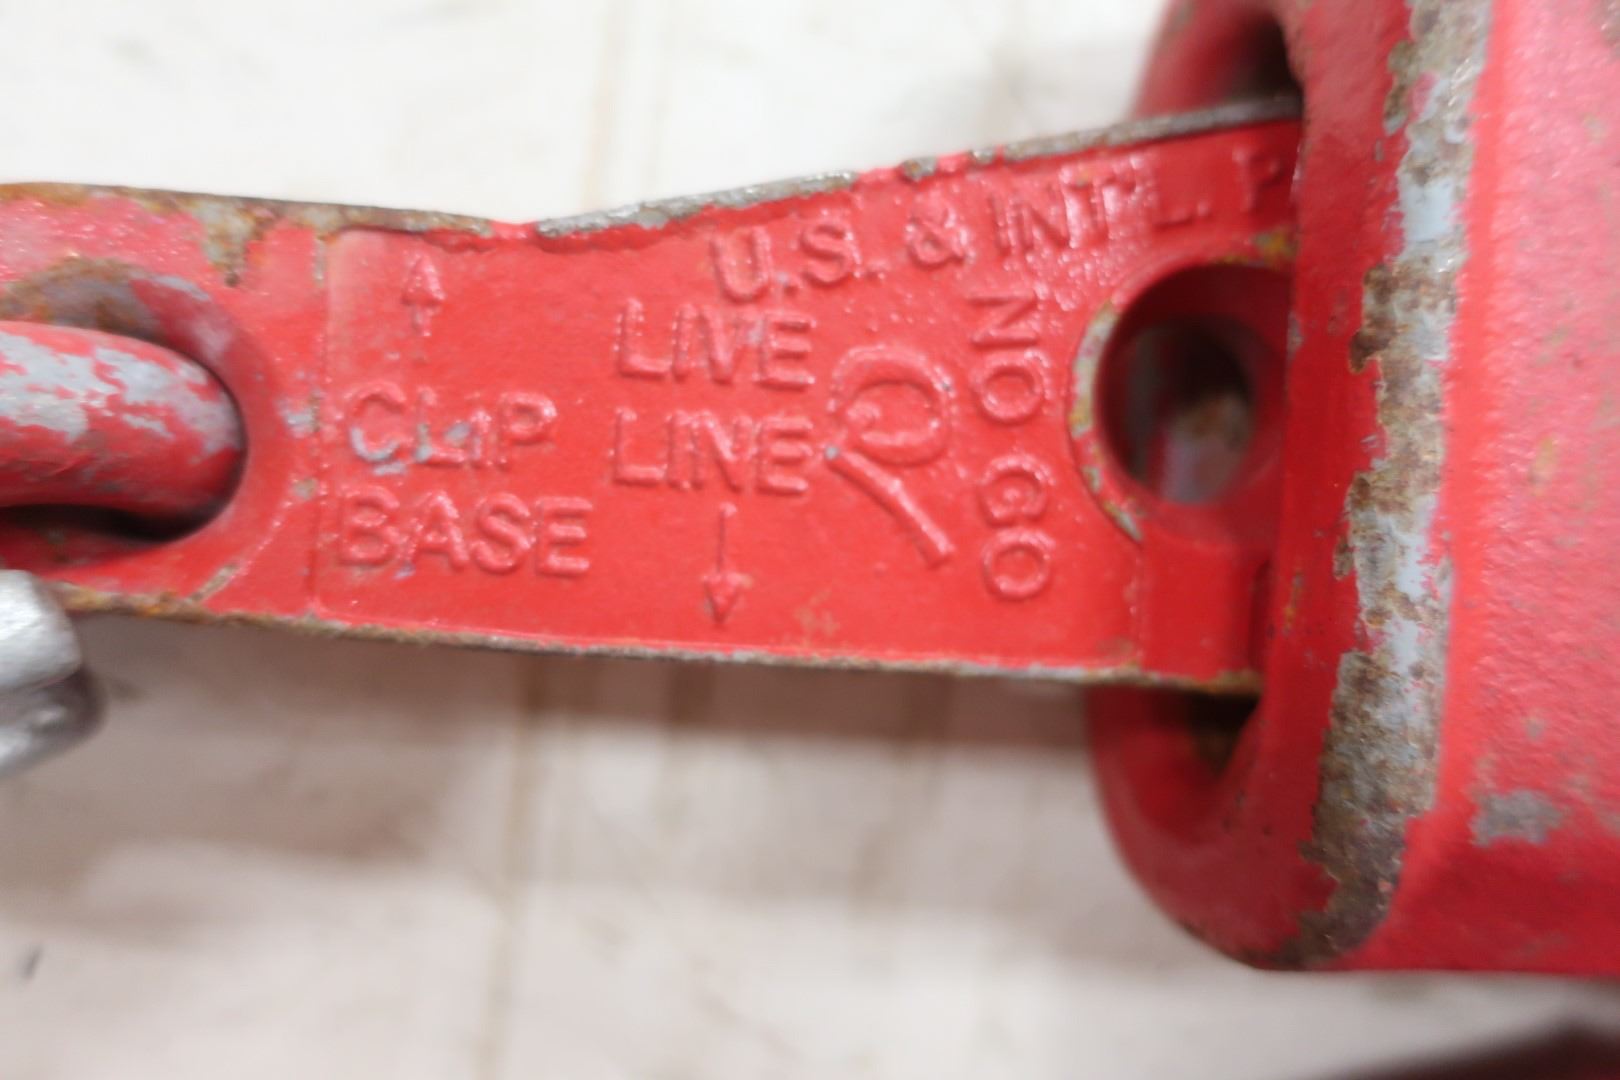 U.S. & INT'L. P
LIVE
LINE
NO GO
CLIP
BASE